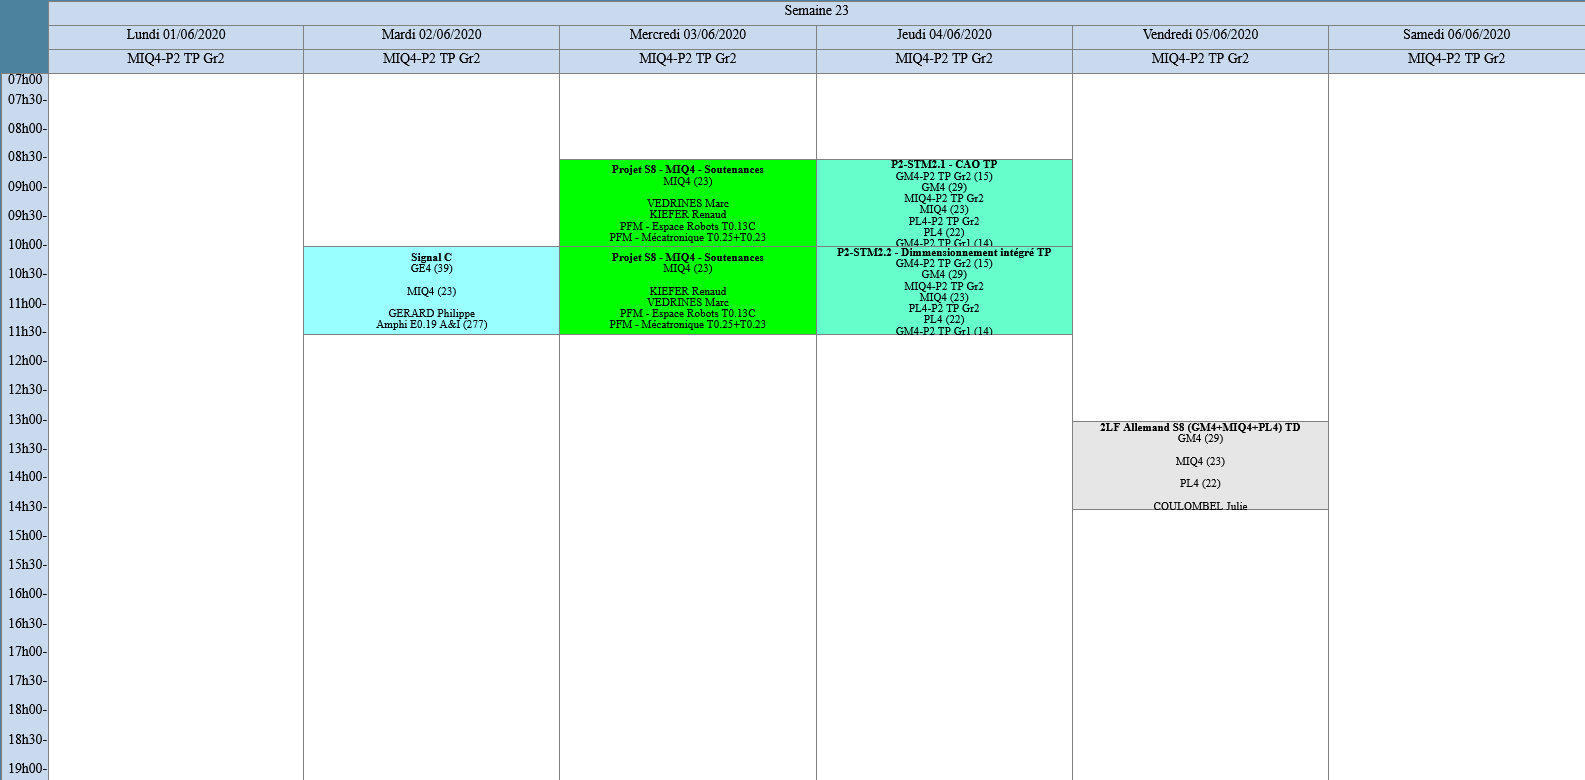 Semaine 23
Lundi 01/06/2020
Mardi 02/06/2020
Mercredi 03/06/2020
Jeudi 04/06/2020
Vendredi 05/06/2020
Samedi 06/06/2020
MIQ4-P2 TP Gr2
MIQ4-P2 TP Gr2
MIQ4-P2 TP Gr2
MIQ4-P2 TP Gr2
MIQ4-P2 TP Gr2
MIQ4-P2 TP Gr2
07h00
07h30-
08h00-
08h30-
09h00-
09h30-
10h00-
10h30-
11h00-
11h30-
12h00-
12h30-
13h00-
13h30-
14h00-
14h30-
15h00-
15h30-
16h00-
16h30-
17h00-
17h30-
18h00-
18h30-
19h00-
Signal C
GE4 (39)
MIQ4 (23)
GERARD Philippe
Amphi E0.19 A&I (277)
Projet S8 - MIQ4 - Soutenances
MIQ4 (23)
VEDRINES Marc
KIEFER Renaud
PFM - Espace Robots T0.13C
PFM - Mécatronique T0.25+T0.23
Projet S8 - MIQ4 - Soutenances
MIQ4 (23)
KIEFER Renaud
VEDRINES Marc
PFM - Espace Robots T0.13C
PFM - Mécatronique T0.25+T0.23
P2-STM2.1 - CAO TP
GM4-P2 TP Gr2 (15)
GM4 (29)
MIQ4-P2 TP Gr2
MIQ4 (23)
PL4-P2 TP Gr2
PL4 (22)
GM4-P2 TP Gr1 (14)
P2-STM2.2 - Dimmensionnement intégré TP
GM4-P2 TP Gr2 (15)
GM4 (29)
MIQ4-P2 TP Gr2
MIQ4 (23)
PL4-P2 TP Gr2
PL4 (22)
GM4-P2 TP Gr1 (14)
2LF Allemand S8 (GM4+MIQ4+PL4) TD
GM4 (29)
MIQ4 (23)
PL4 (22)
COULOMBEL Julie